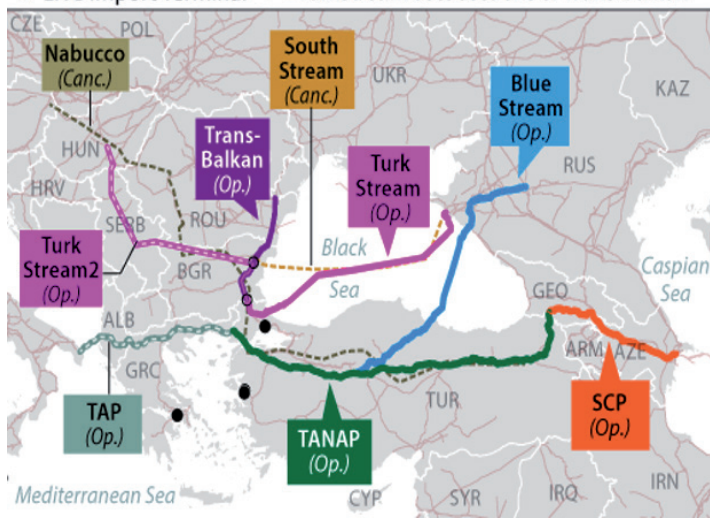 CZE
POL
Nabucco
(Canc.)
South
Stream
(Canc.)
UKR
Blue
Stream
(Op.)
KAZ
Trans-
Balkan
(Op.)
Turk
Stream
(Op.)
RUS
HUN
HRV
SERB
ROU
Turk
Stream2
(Op.)
BGR
Black
Sea
Caspian
Sea
GEO
ALB
ARM
AZE
GRC
TAP
(Op.)
TANAP
(Op.)
TUR
SCP
(Op.)
Mediterranean Sea
CYP
SYR
IRQ
IRN